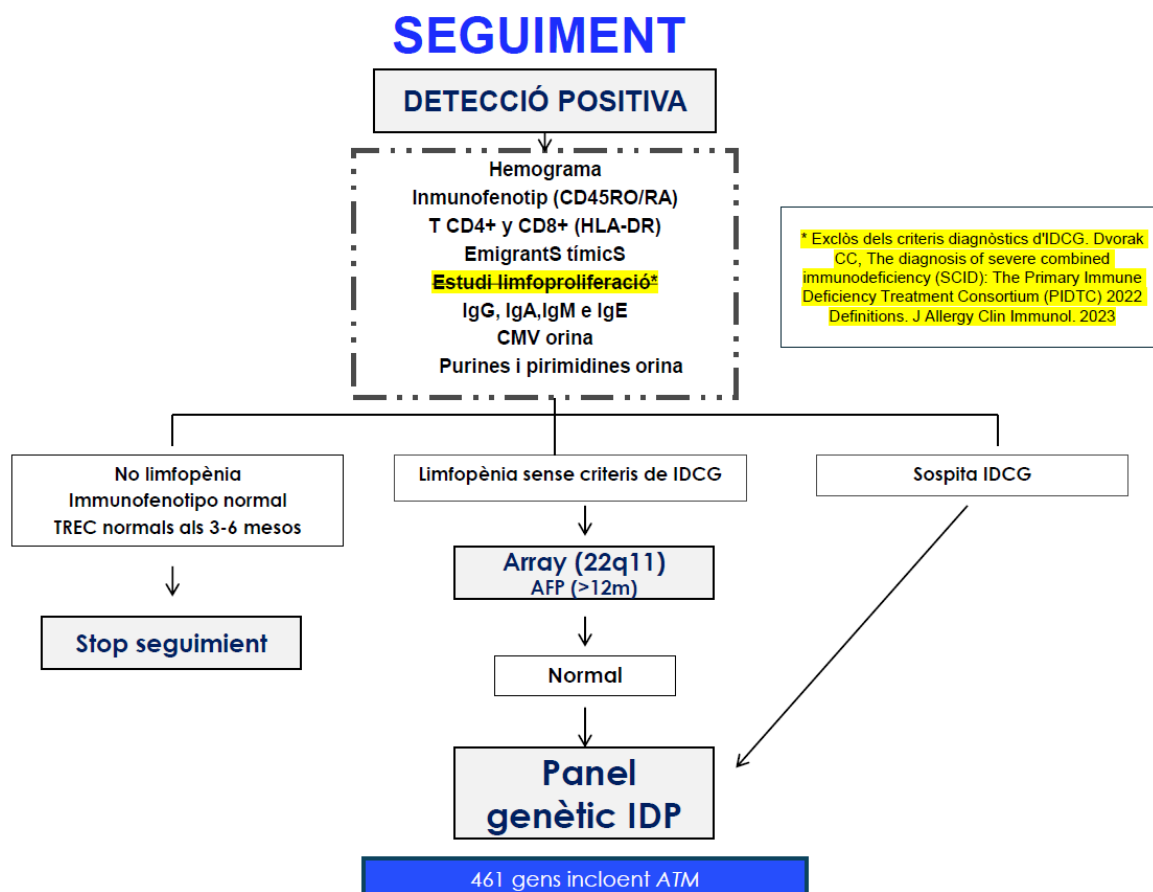 SEGUIMENT
DETECCIÓ POSITIVA
Hemograma
Inmunofenotip (CD45RO/RA)
T CD4+ y CD8+ (HLA-DR)
EmigrantS tímicS
Estudi limfoproliferació*
IgG, IgA,IgM e IgE
CMV orina
Purines i pirimidines orina
* Exclòs dels criteris diagnòstics d'IDCG. Dvorak
CC, The diagnosis of severe combined
immunodeficiency (SCID): The Primary Immune
Deficiency Treatment Consortium (PIDTC) 2022
Definitions. J Allergy Clin Immunol. 2023
No limfopènia
Immunofenotipo normal
TREC normals als 3-6 mesos
Limfopènia sense criteris de IDCG
Sospita IDCG
Array (22q11)
AFP (>12m)
Stop seguimient
Normal
Panel
genètic IDP
461 gens incloent ATM